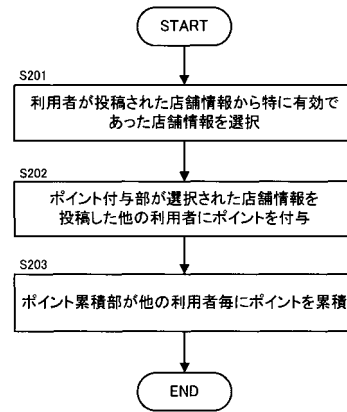 START
S201
利用者が投稿された店舗情報から特に有効で
あった店舗情報を選択
S202
ポイント付与部が選択された店舗情報を
投稿した他の利用者にポイントを付与
S203
ポイント累積部が他の利用者毎にポイントを累積
END